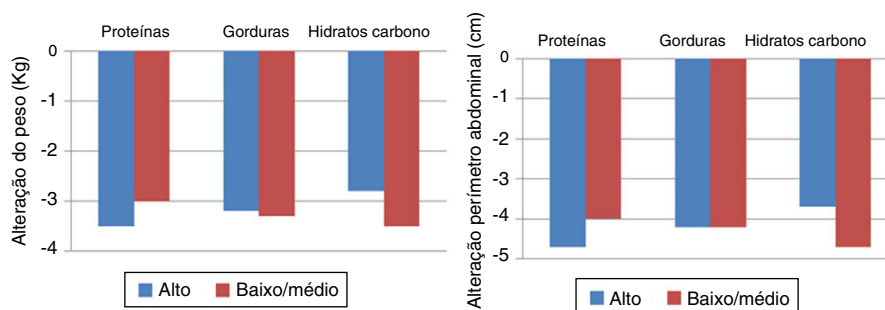 Proteínas Gorduras Hidratos carbono
Alteração do peso (Kg)
0
-1
-2
-3
-4
Alto Baixo/médio
Proteínas Gorduras Hidratos carbono
Alteração perímetro abdominal (cm)
0
-1
-2
-3
-4
-5
Alto Baixo/médio